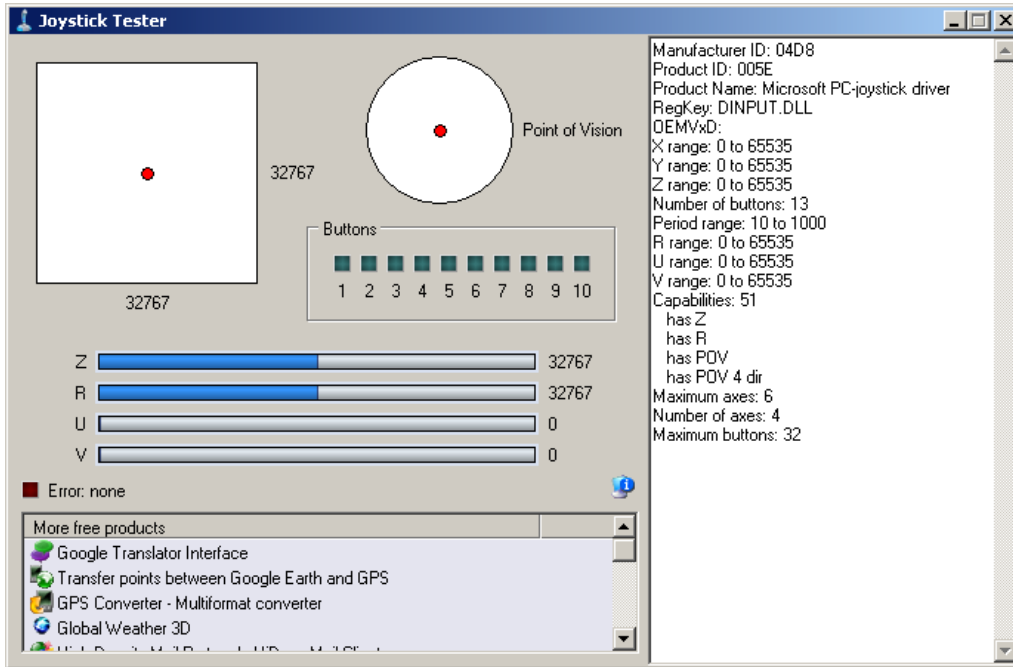 Joystick Tester
Point of Vision
32767
32767
Buttons
1 2 3 4 5 6 7 8 9 10
Z 32767
R 32767
U 0
V 0
Error: none
More free products
Google Translator Interface
Transfer points between Google Earth and GPS
GPS Converter - Multiformat converter
Global Weather 3D
Manufacturer ID: 04D8
Product ID: 005E
Product Name: Microsoft PC-joystick driver
RegKey: DINPUT.DLL
OEMVxD:
X range: 0 to 65535
Y range: 0 to 65535
Z range: 0 to 65535
Number of buttons: 13
Period range: 10 to 1000
R range: 0 to 65535
U range: 0 to 65535
V range: 0 to 65535
Capabilities: 51
has Z
has R
has POV
has POV 4 dir
Maximum axes: 6
Number of axes: 4
Maximum buttons: 32